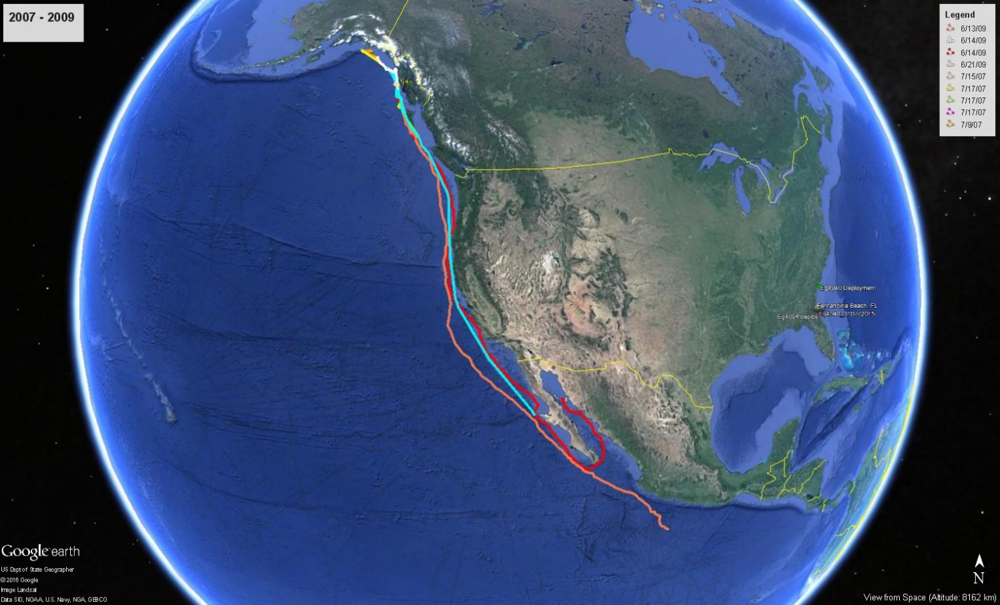 2007 - 2009
Legend
6/13/09
6/14/09
6/14/09
6/21/09
7/15/07
7/17/07
7/17/07
7/17/07
7/9/07
Eg4040 Deployment
Fernandina Beach, FL
Eg4094 deploy
Google earth
US Dept of State Geographer
© 2016 Google
Image Landsat
Data SIO, NOAA, U.S. Navy, NGA, GEBCO
N
View from Space (Altitude: 8162 km)